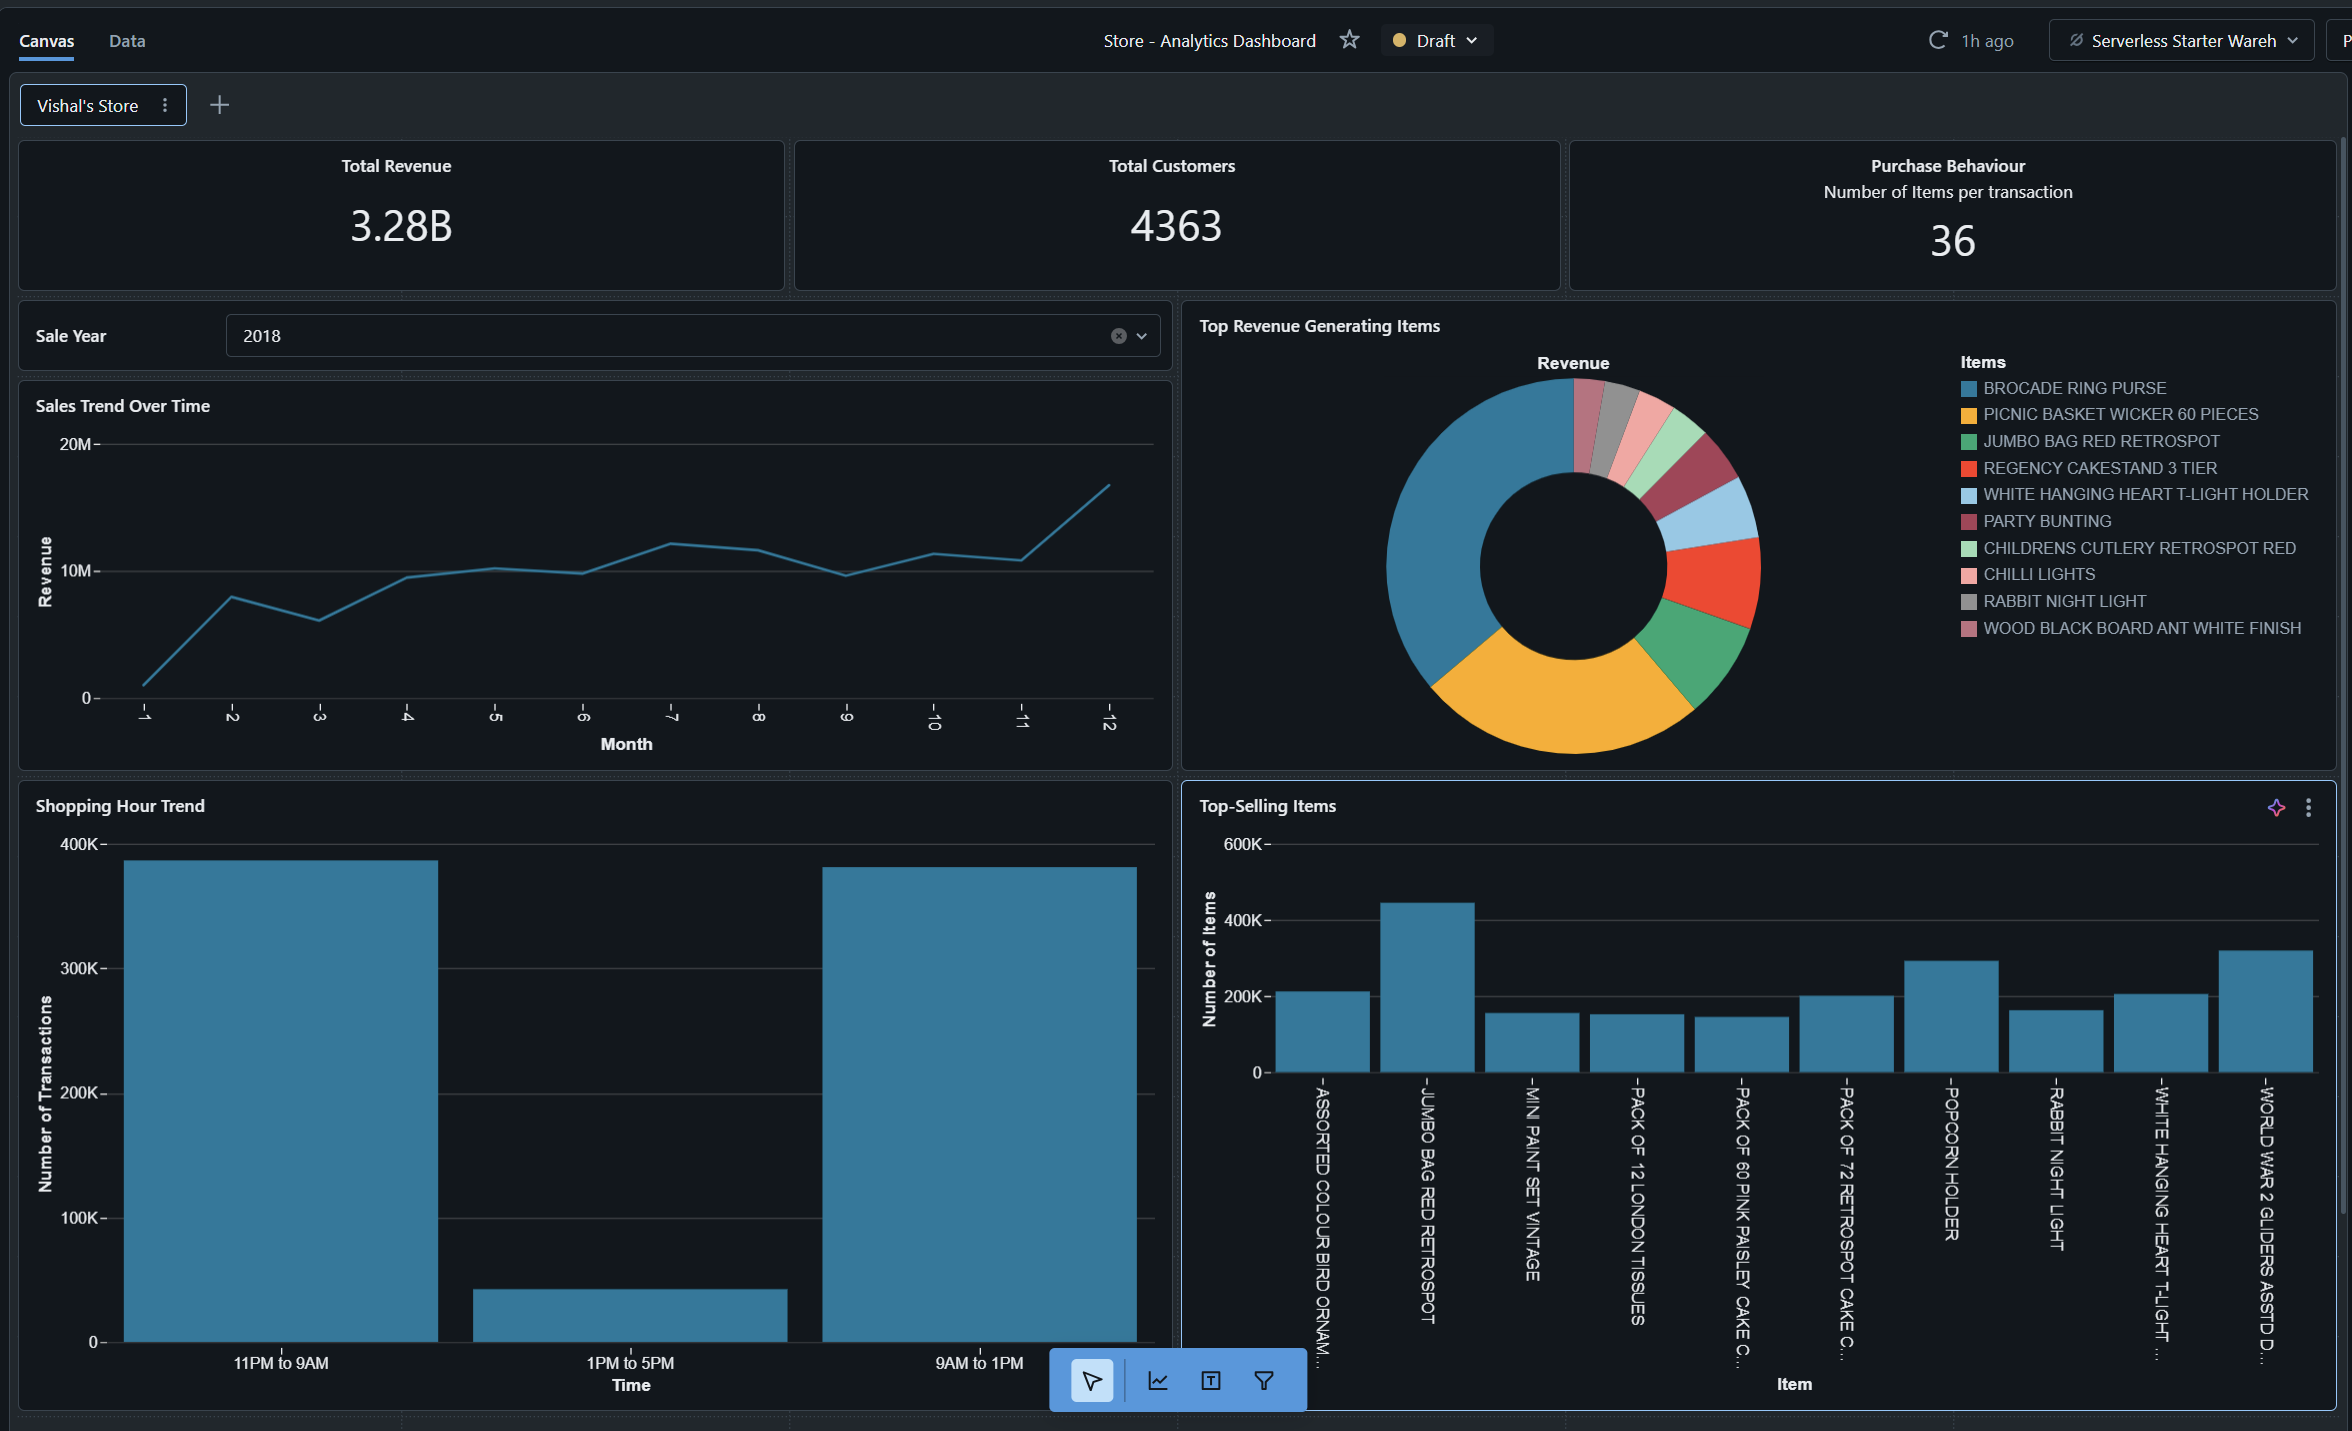 Canvas
Data
Store - Analytics Dashboard
Draft
1h ago
Serverless Starter Wareh
P
Vishal's Store
Total Revenue
3.28B
Total Customers
4363
Purchase Behaviour
Number of Items per transaction
36
Sale Year
2018
Sales Trend Over Time
Revenue
20M
10M
0
1
2
3
4
5
6
7
8
9
10
11
12
Month
Top Revenue Generating Items
Revenue
Items
BROCADE RING PURSE
PICNIC BASKET WICKER 60 PIECES
JUMBO BAG RED RETROSPOT
REGENCY CAKESTAND 3 TIER
WHITE HANGING HEART T-LIGHT HOLDER
PARTY BUNTING
CHILDRENS CUTLERY RETROSPOT RED
CHILLI LIGHTS
RABBIT NIGHT LIGHT
WOOD BLACK BOARD ANT WHITE FINISH
Shopping Hour Trend
Number of Transactions
400K
300K
200K
100K
0
11PM to 9AM
1PM to 5PM
9AM to 1PM
Time
Top-Selling Items
Number of Items
600K
400K
200K
0
ASSORTED COLOUR BIRD ORNAM...
JUMBO BAG RED RETROSPOT
MINI PAINT SET VINTAGE
PACK OF 12 LONDON TISSUES
PACK OF 60 PINK PAISLEY CAKE C...
PACK OF 72 RETROSPOT CAKE C...
POPCORN HOLDER
RABBIT NIGHT LIGHT
WHITE HANGING HEART T-LIGHT ...
WORLD WAR 2 GLIDERS ASSTD D...
Item